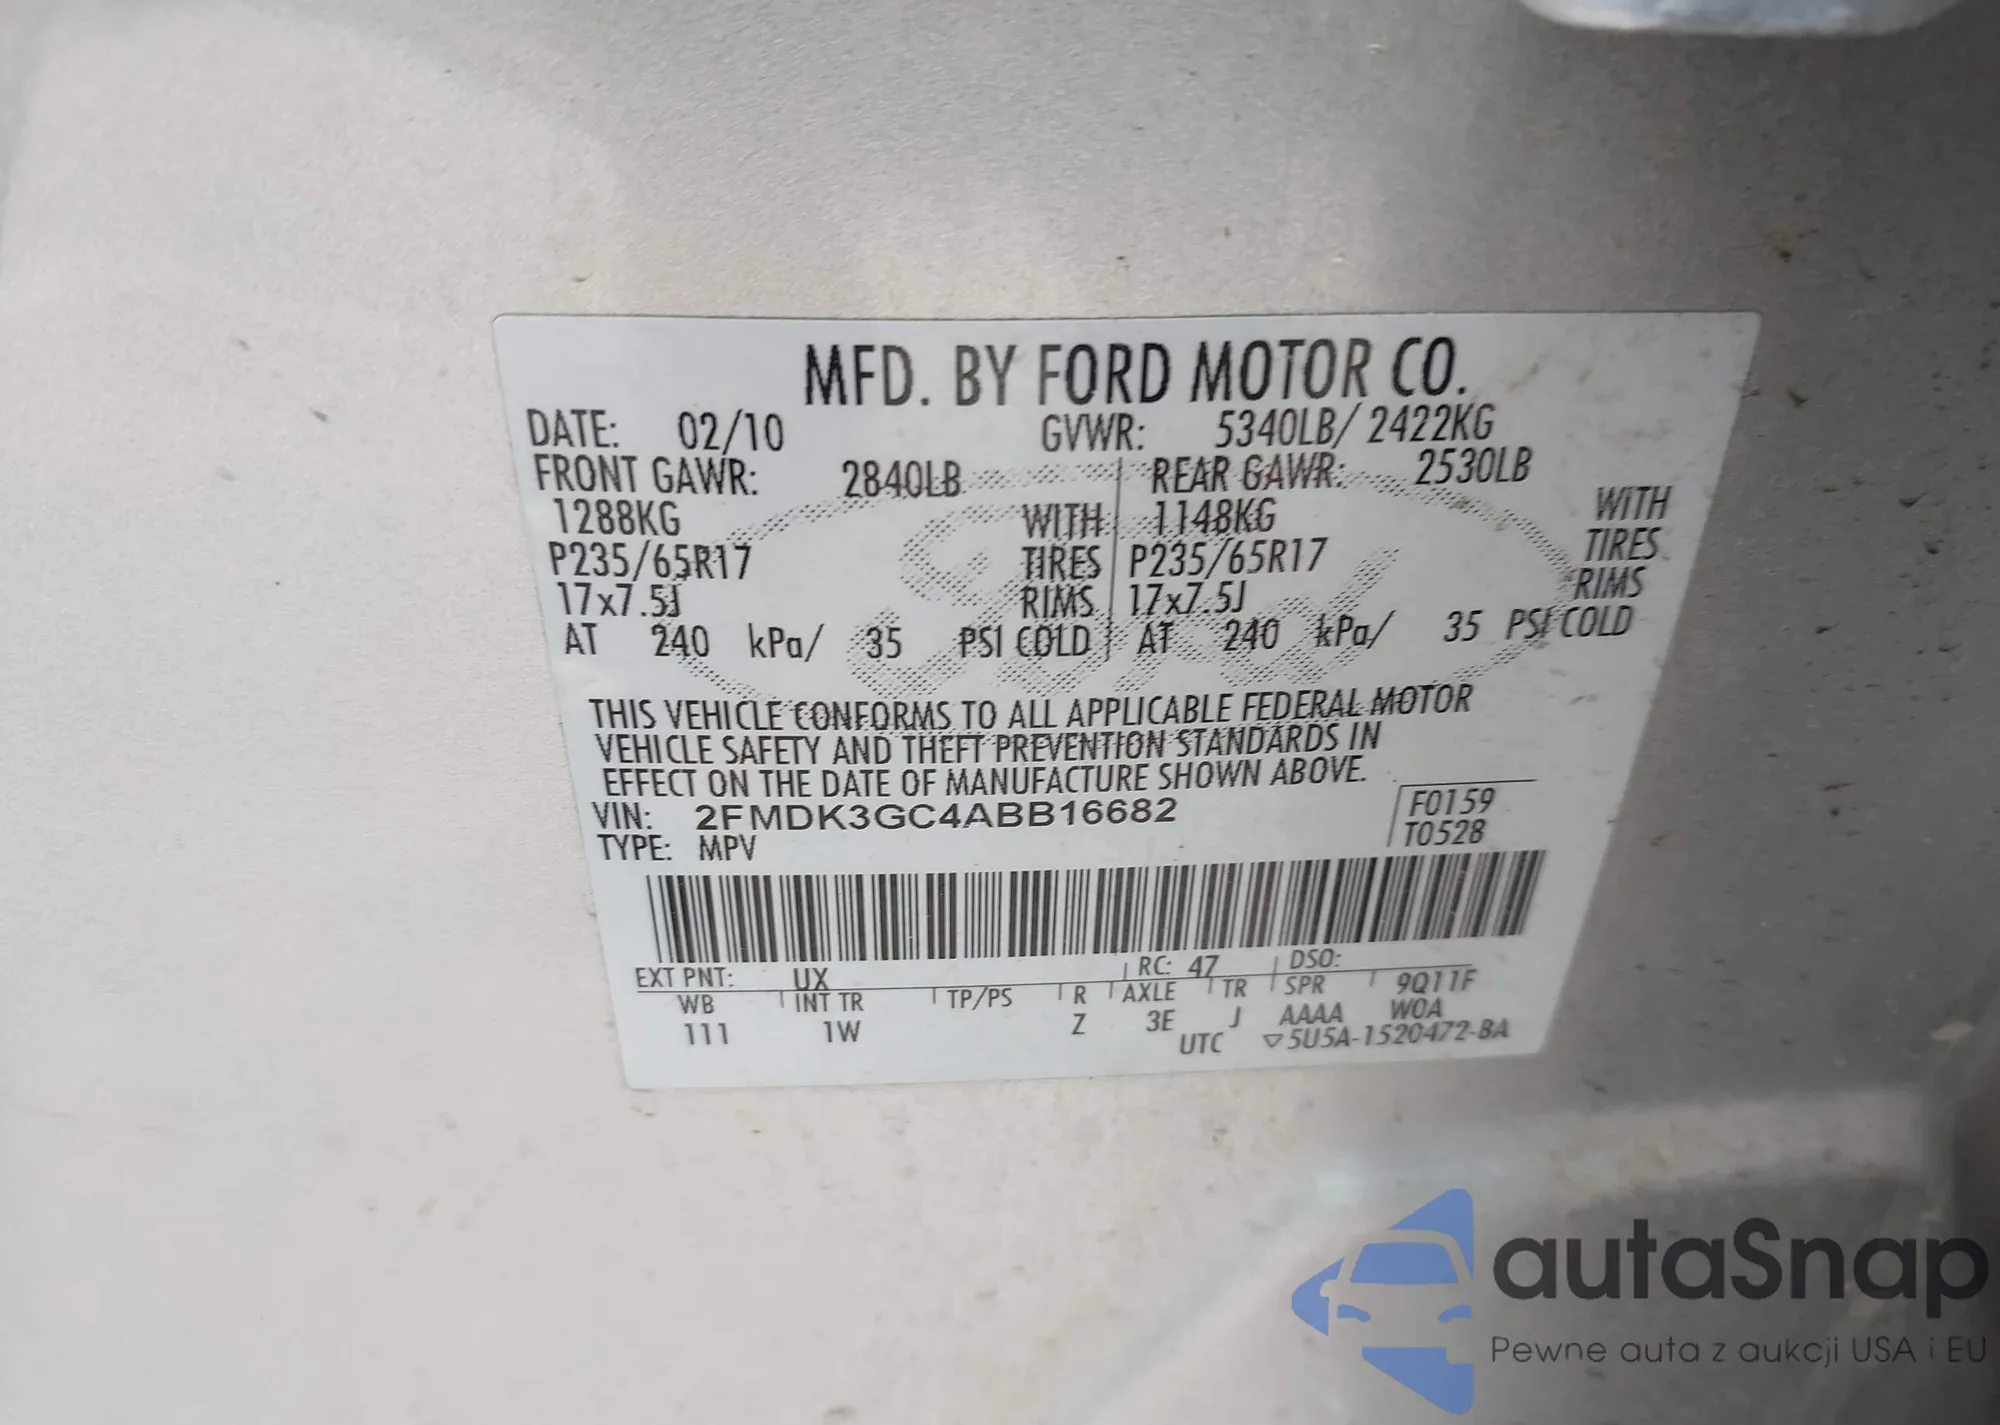 MFD. BY FORD MOTOR CO.
DATE: 02/10 GVWR: 5340LB/ 2422KG
FRONT GAWR: 2840LB REAR GAWR: 2530LB
1288KG WITH 1148KG WITH
P235/65R17 TIRES P235/65R17 TIRES
17x7.5J RIMS 17x7.5J RIMS
AT 240 kPa/ 35 PSI COLD AT 240 kPa/ 35 PSI COLD
THIS VEHICLE CONFORMS TO ALL APPLICABLE FEDERAL MOTOR
VEHICLE SAFETY AND THEFT PREVENTION STANDARDS IN
EFFECT ON THE DATE OF MANUFACTURE SHOWN ABOVE.
VIN: 2FMDK3GC4ABB16682 F0159
TYPE: MPV T0528
EXT PNT: UX RC: 47 DSO:
WB INT TR TP/PS R AXLE TR SPR 9Q11F
111 1W Z 3E J AAAA WOA
UTC ▽5U5A-1520472-BA
autaSnap
Pewne auta z aukcji USA i EU